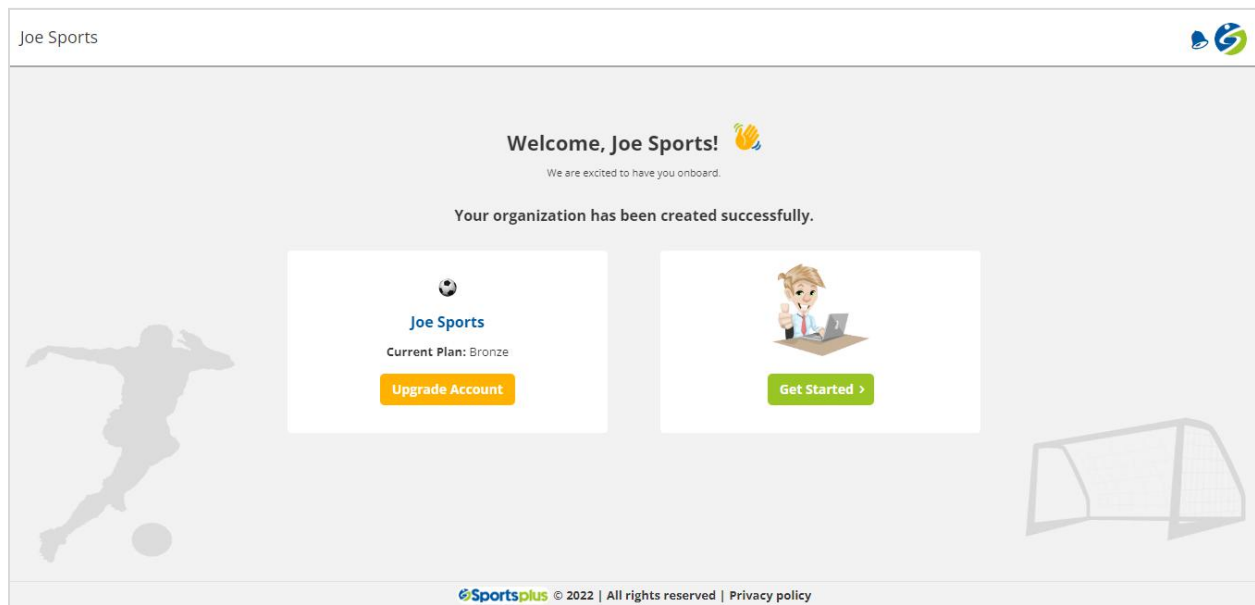 Joe Sports
Welcome, Joe Sports!
We are excited to have you onboard.
Your organization has been created successfully.
Joe Sports
Current Plan: Bronze
Upgrade Account
Get Started >
Sportsplus © 2022 | All rights reserved | Privacy policy